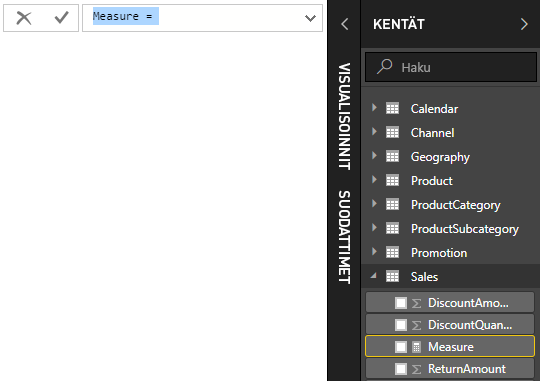 Measure =
VISUALISOINNIT
SUODATTIMET
KENTÄT
Haku
Calendar
Channel
Geography
Product
ProductCategory
ProductSubcategory
Promotion
Sales
DiscountAmo...
DiscountQuan...
Measure
ReturnAmount